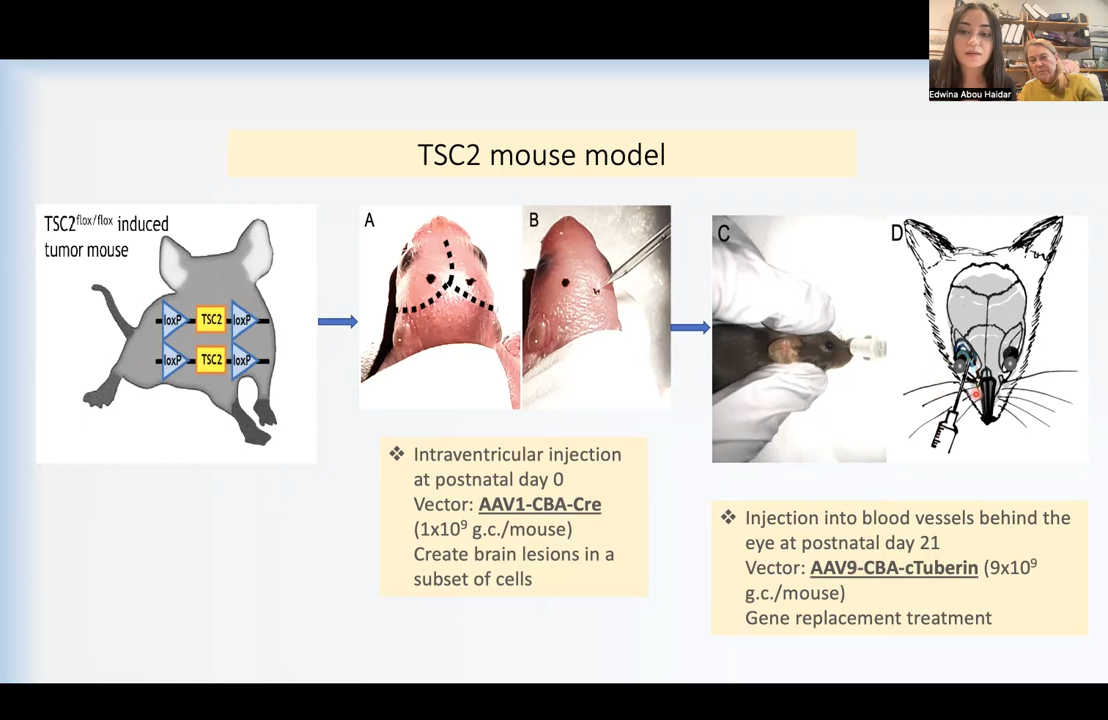 Edwina Abou Haidar
TSC2 mouse model
TSC2flox/flox induced
tumor mouse
loxP TSC2 loxP
loxP TSC2 loxP
A
B
C
D
❖ Intraventricular injection
at postnatal day 0
Vector: AAV1-CBA-Cre
(1x10⁹ g.c./mouse)
Create brain lesions in a
subset of cells
❖ Injection into blood vessels behind the
eye at postnatal day 21
Vector: AAV9-CBA-cTuberin (9x10⁹
g.c./mouse)
Gene replacement treatment